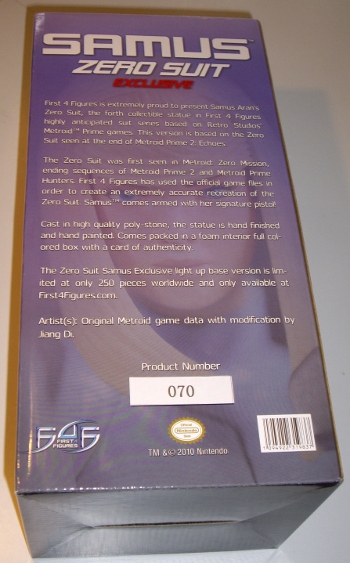 SAMUS™
ZERO SUIT
EXCLUSIVE
First 4 Figures is extremely proud to present Samus Aran's
Zero Suit, the forth collectible statue in First 4 Figures
highly anticipated suit series based on Retro Studios'
Metroid™ Prime games. This version is based on the Zero
Suit seen at the end of Metroid Prime 2: Echoes.
The Zero Suit was first seen in Metroid: Zero Mission,
ending sequences of Metroid Prime 2 and Metroid Prime
Hunters. First 4 Figures has used the official game files in
order to create an extremely accurate recreation of the
Zero Suit. Samus™ comes armed with her signature pistol!
Cast in high quality poly-stone, the statue is hand finished
and hand painted. Comes packed in a foam interior full col-
ored box with a card of authenticity.
The Zero Suit Samus Exclusive light up base version is lim-
ited at only 250 pieces worldwide and only available at
First4Figures.com.
Artist(s): Original Metroid game data with modification by
Jiang Di.
Product Number
070
F4F
FIRST
FIGURES
Nintendo
TM & © 2010 Nintendo.